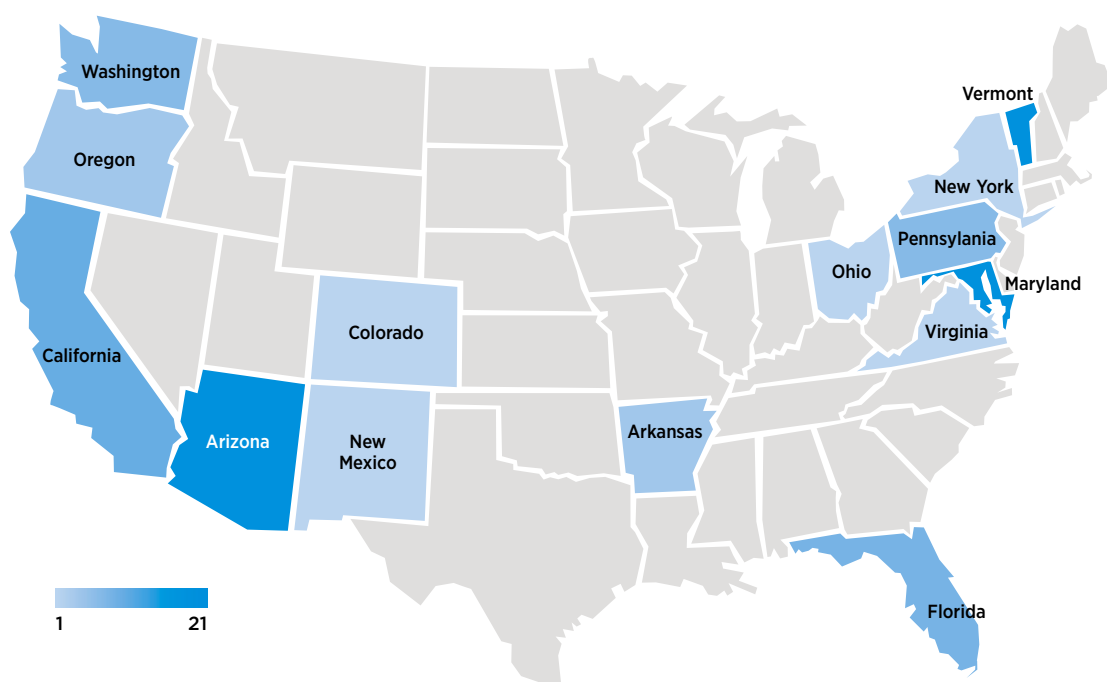 Washington
Vermont
Oregon
New York
Pennsylania
Ohio
Maryland
Colorado
Virginia
California
Arizona
New
Mexico
Arkansas
Florida
1 21